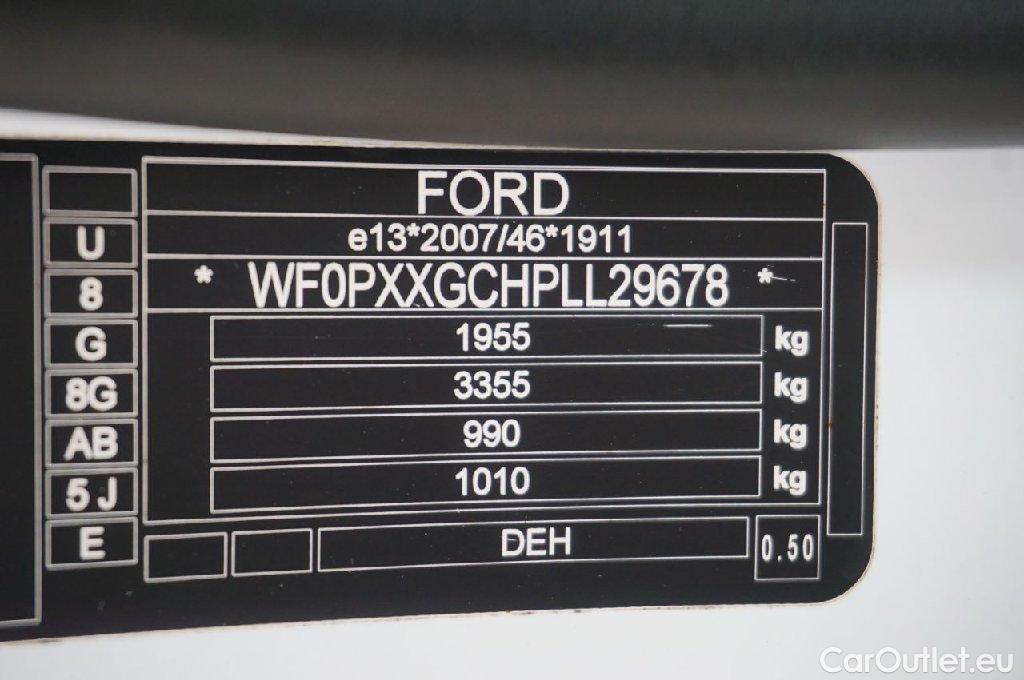 FORD
e13*2007/46*1911
* WF0PXXGCHPLL29678 *
1955 kg
3355 kg
990 kg
1010 kg
DEH 0.50
U
8
G
8G
AB
5 J
E
CarOutlet.eu